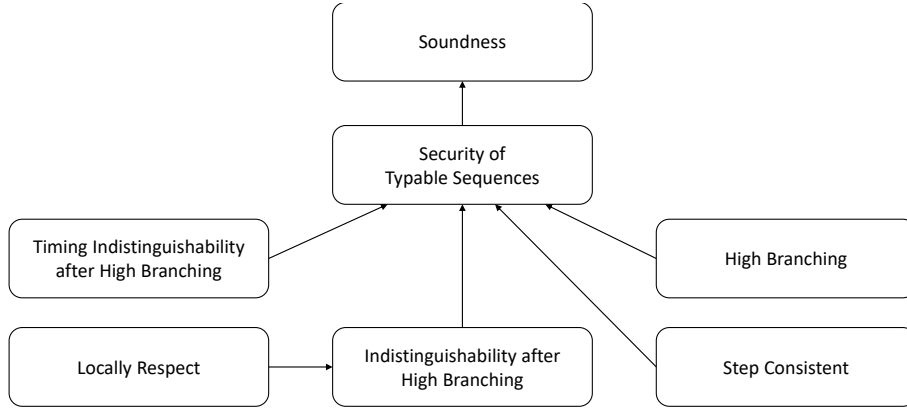 Soundness
Security of
Typable Sequences
Timing Indistinguishability
after High Branching
High Branching
Locally Respect
Indistinguishability after
High Branching
Step Consistent